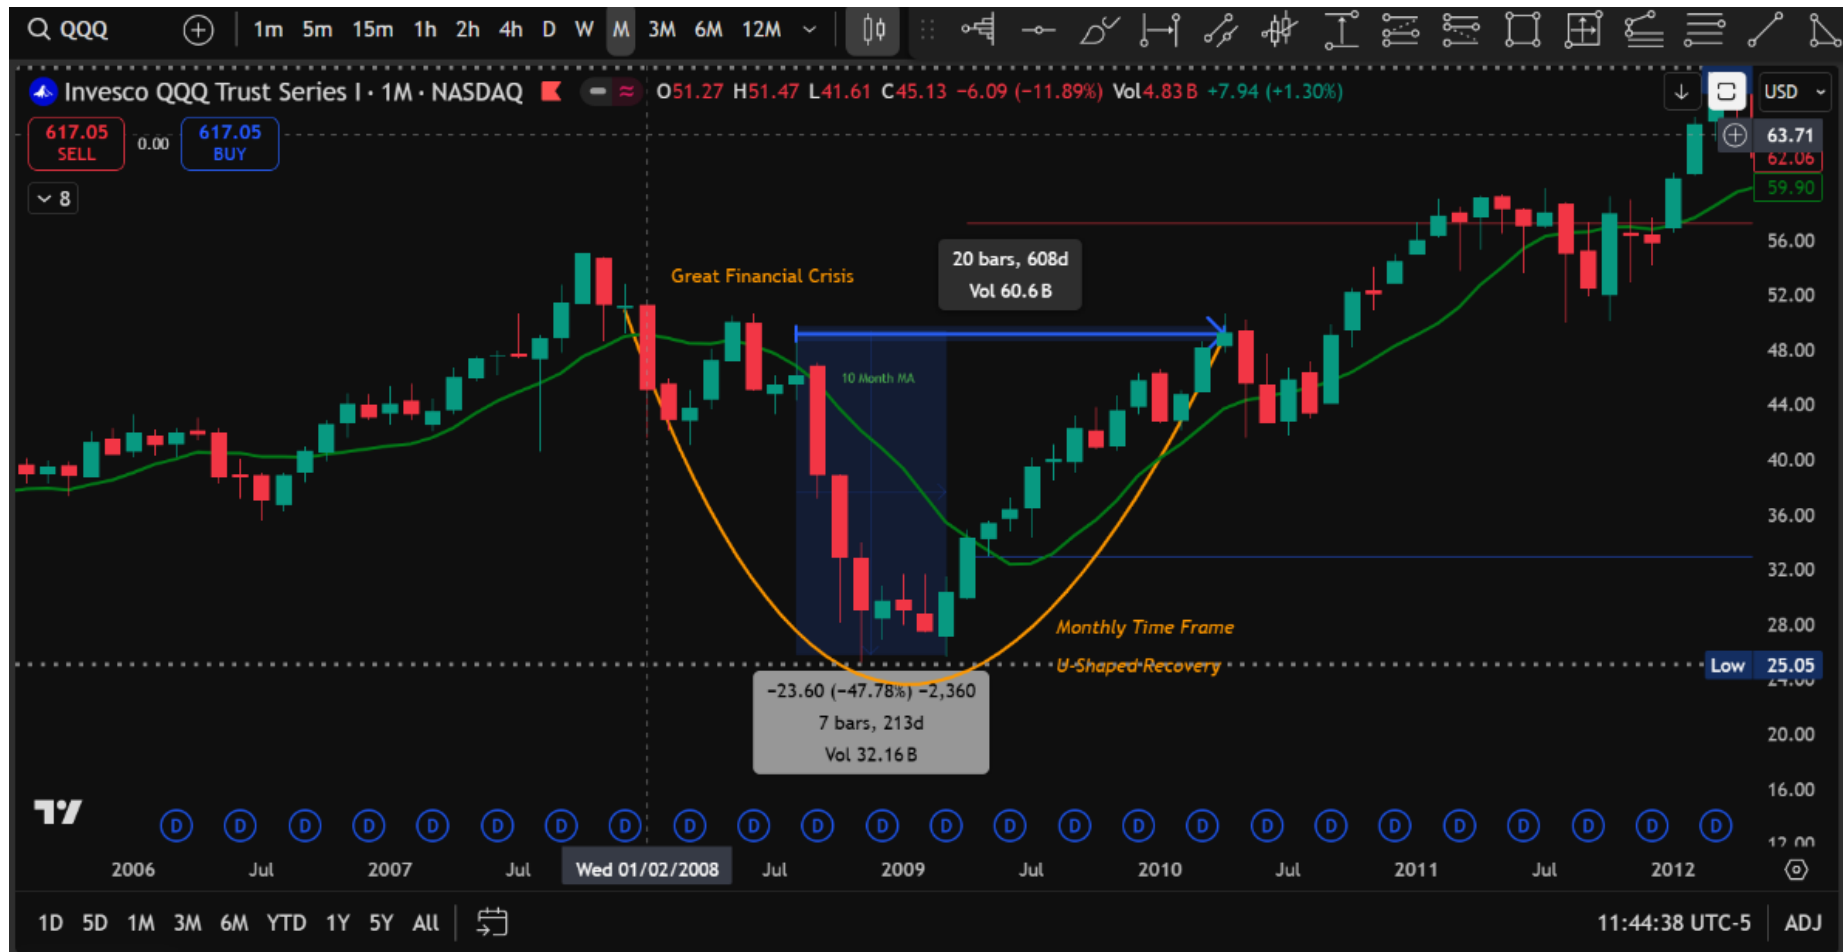 QQQ 1m 5m 15m 1h 2h 4h D W M 3M 6M 12M
Invesco QQQ Trust Series I · 1M · NASDAQ O51.27 H51.47 L41.61 C45.13 −6.09 (−11.89%) Vol4.83 B +7.94 (+1.30%) USD
617.05
SELL
0.00
617.05
BUY
8
63.71
62.06
59.90
56.00
52.00
48.00
44.00
40.00
36.00
32.00
28.00
Low 25.05
24.00
20.00
16.00
12.00
Great Financial Crisis
20 bars, 608d
Vol 60.6 B
10 Month MA
Monthly Time Frame
U-Shaped Recovery
−23.60 (−47.78%) −2,360
7 bars, 213d
Vol 32.16 B
D D D D D D D D D D D D D D D D D D D D D D D D D
2006 Jul 2007 Jul Wed 01/02/2008 Jul 2009 Jul 2010 Jul 2011 Jul 2012
1D 5D 1M 3M 6M YTD 1Y 5Y All 11:44:38 UTC-5 ADJ